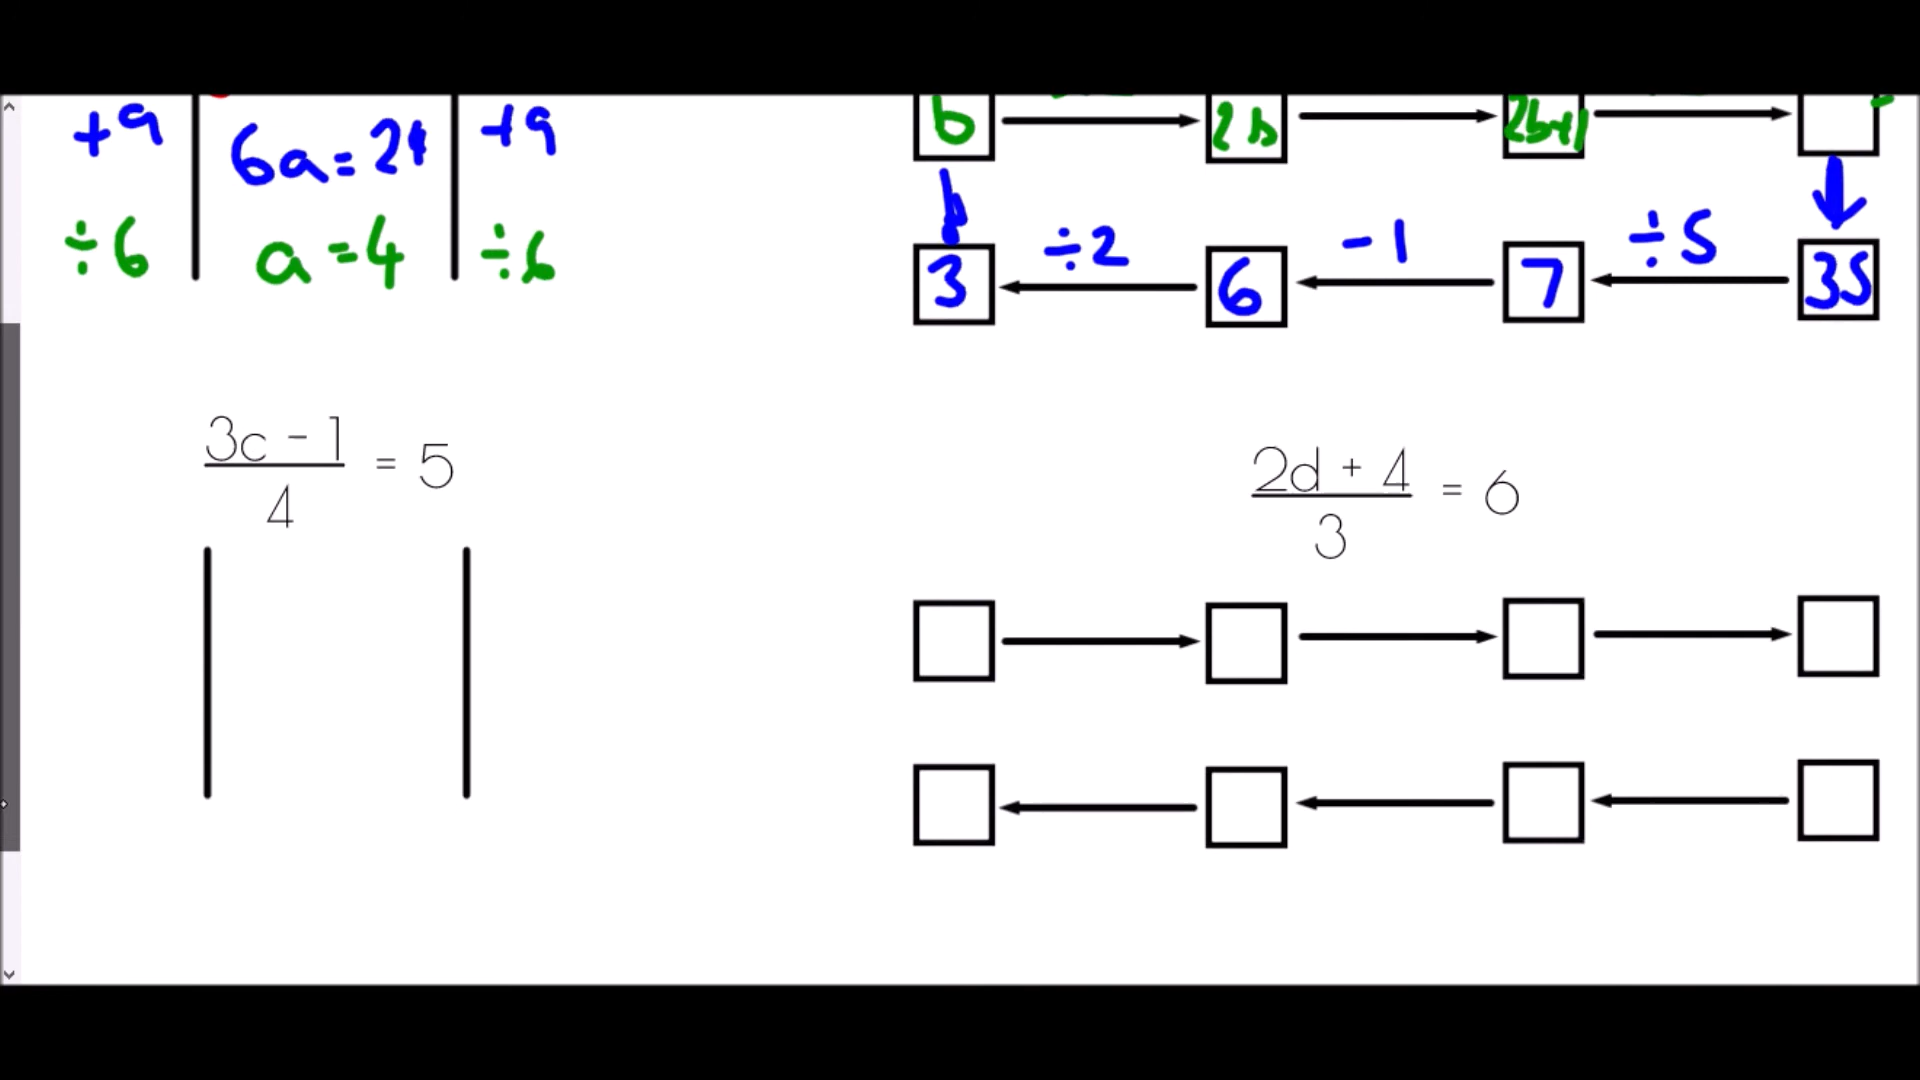 +9 | 6a = 24 | +9
÷6 | a = 4 | ÷6
b → 2b → 2b+1 →
b
÷2 -1 ÷5
3 ← 6 ← 7 ← 35
3c - 1
4
= 5
2d + 4
3
= 6